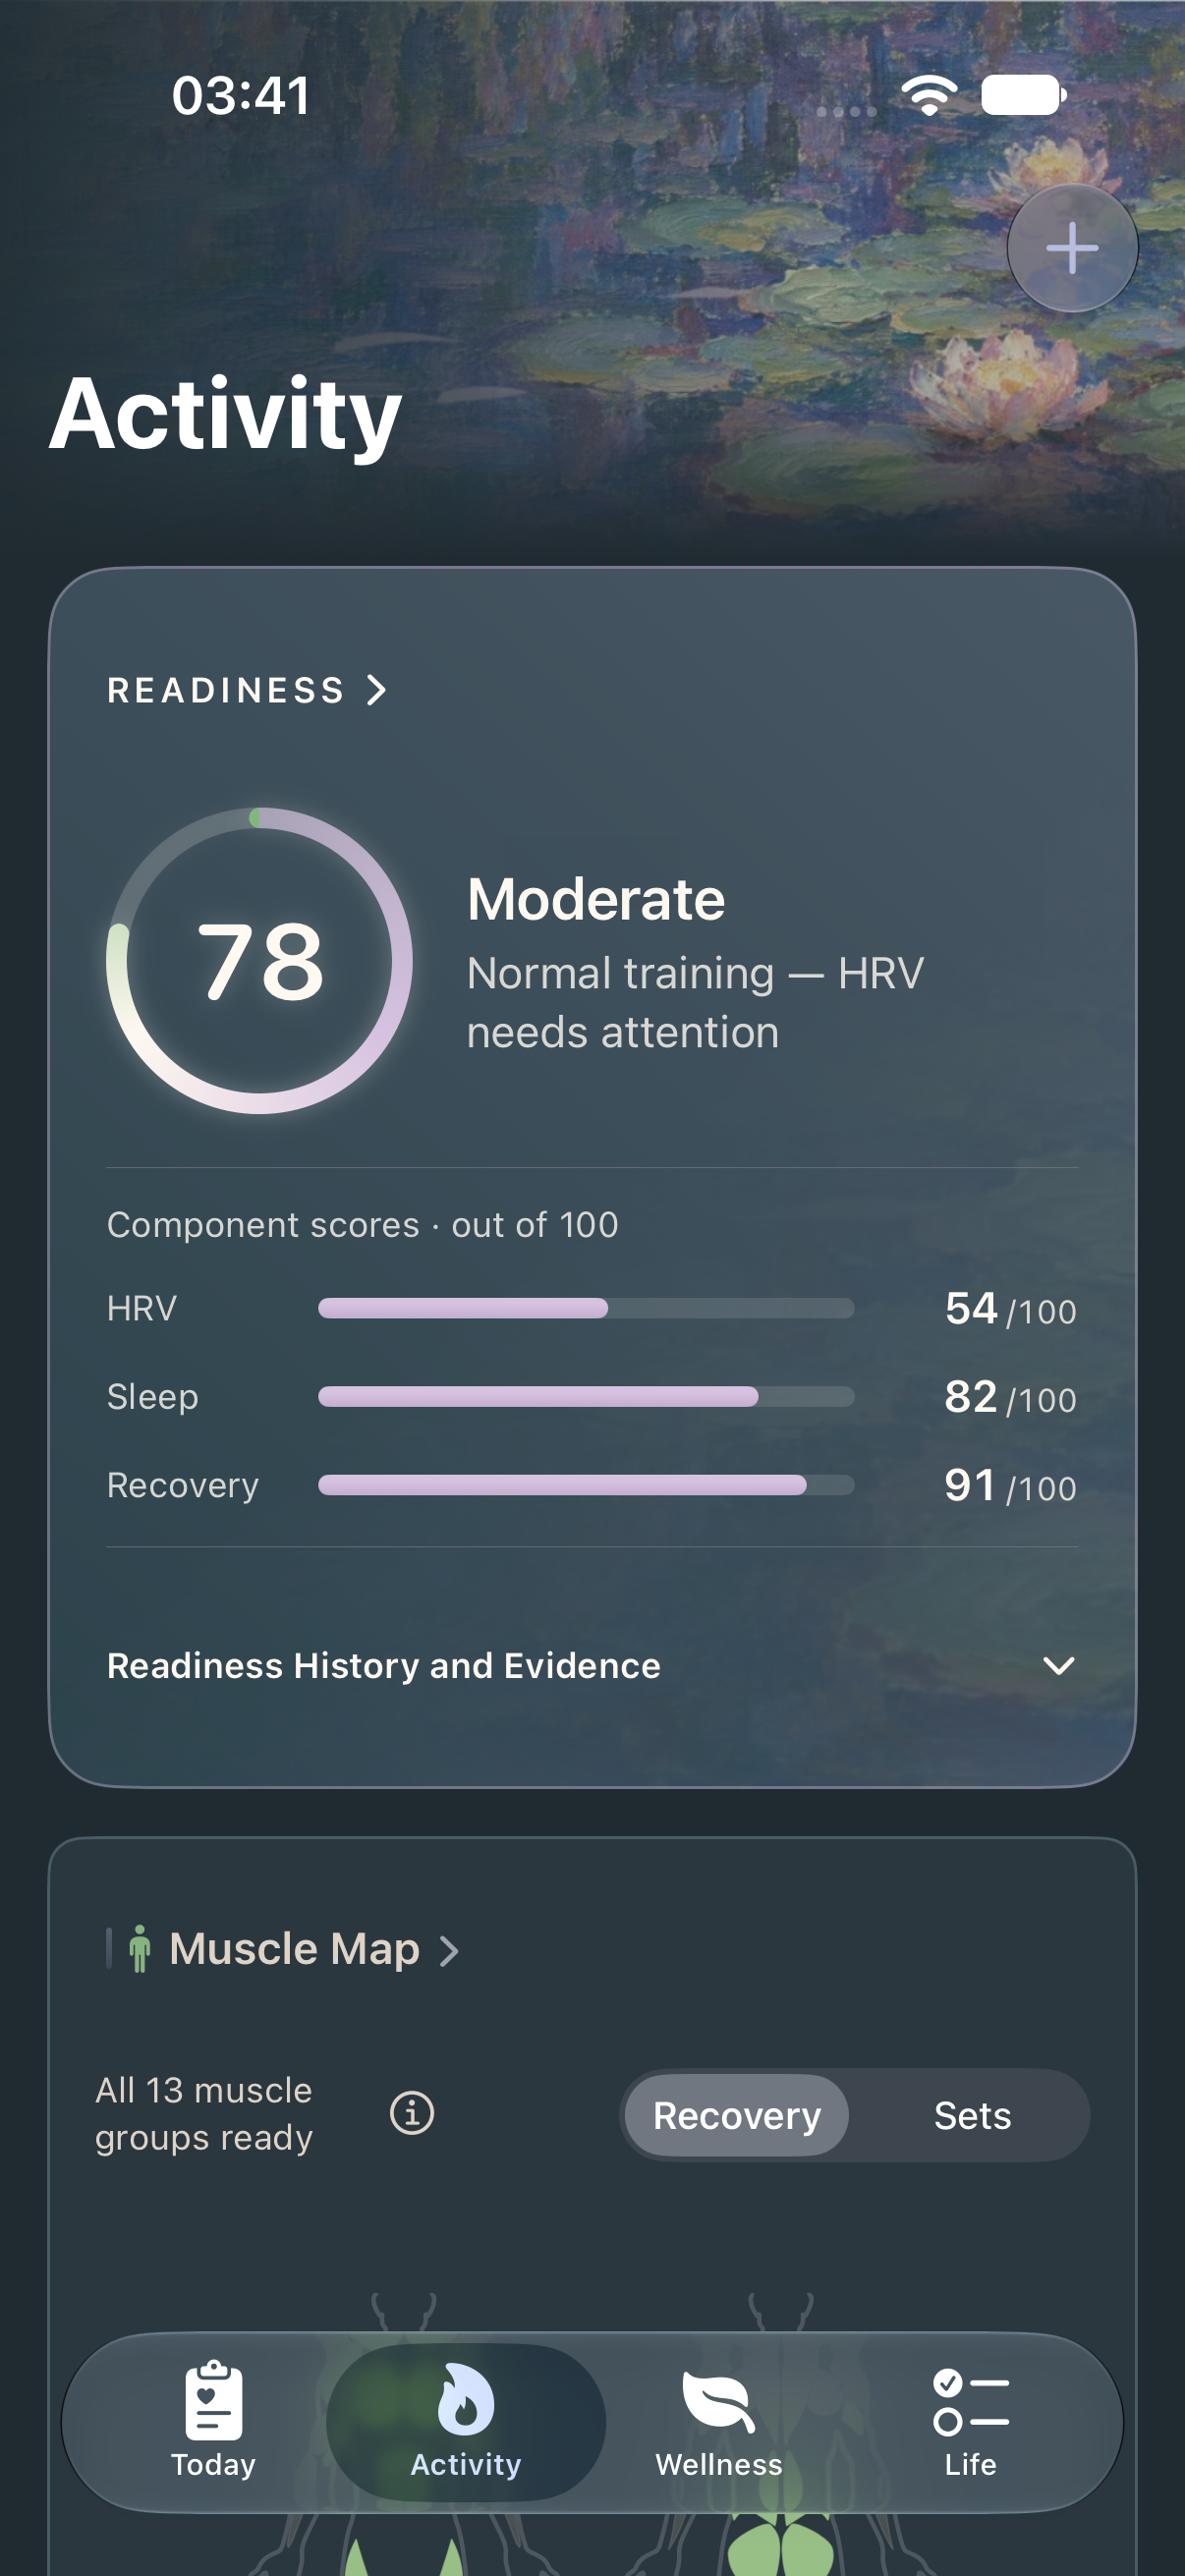 03:41
Activity
READINESS
78
Moderate
Normal training — HRV
needs attention
Component scores · out of 100
HRV 54 /100
Sleep 82 /100
Recovery 91 /100
Readiness History and Evidence
Muscle Map
All 13 muscle
groups ready
Recovery Sets
Today Activity Wellness Life